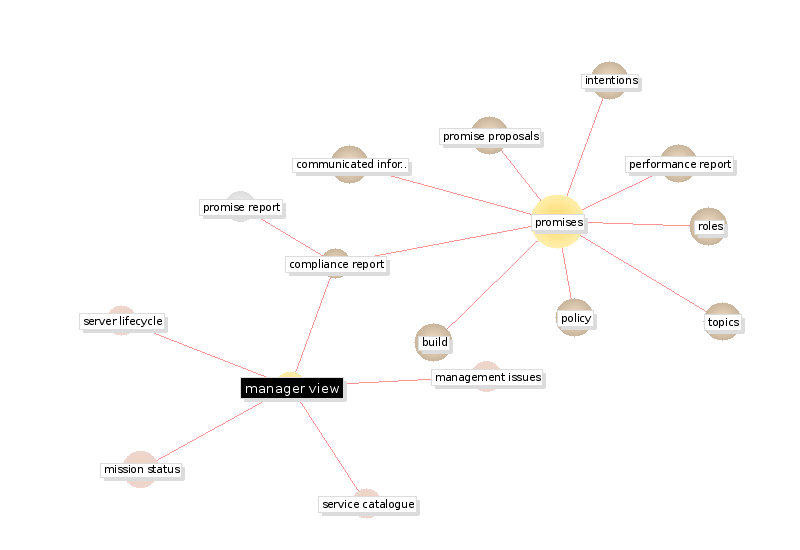 intentions
promise proposals
communicated infor..
performance report
promise report
promises
roles
compliance report
server lifecycle
policy
topics
build
management issues
manager view
mission status
service catalogue